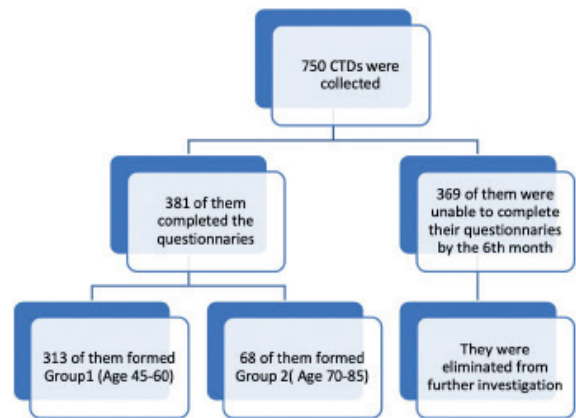 750 CTDs were
collected
381 of them
completed the
questionnaries
369 of them were
unable to complete
their questionnaries
by the 6th month
313 of them formed
Group1 (Age 45-60)
68 of them formed
Group 2( Age 70-85)
They were
eliminated from
further investigation